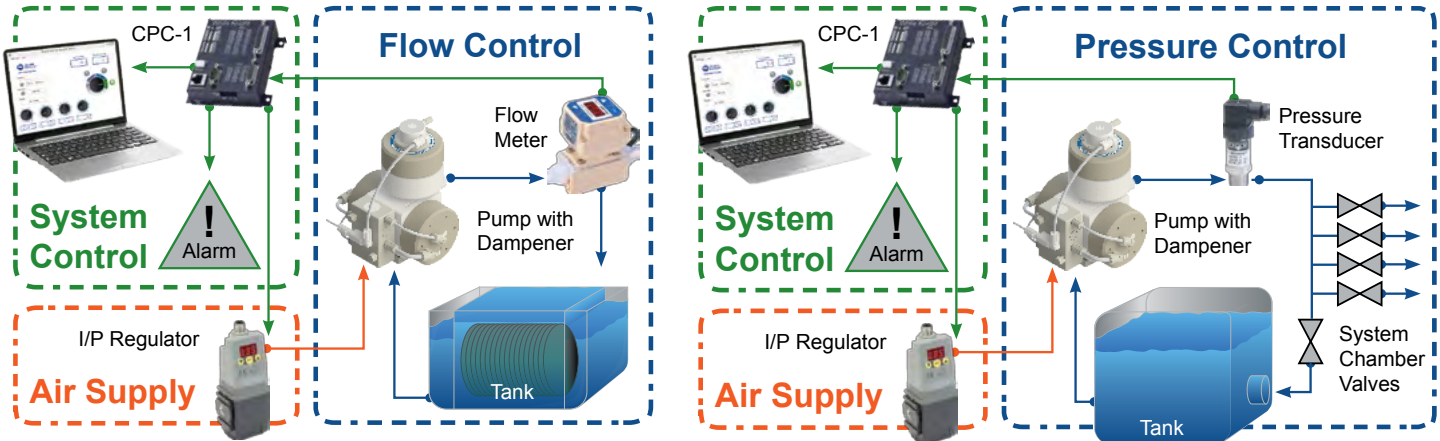 CPC-1
Flow Control
Flow
Meter
System
Control
!
Alarm
Pump with
Dampener
I/P Regulator
Air Supply
Tank
CPC-1
Pressure Control
Pressure
Transducer
System
Control
!
Alarm
Pump with
Dampener
I/P Regulator
Air Supply
System
Chamber
Valves
Tank